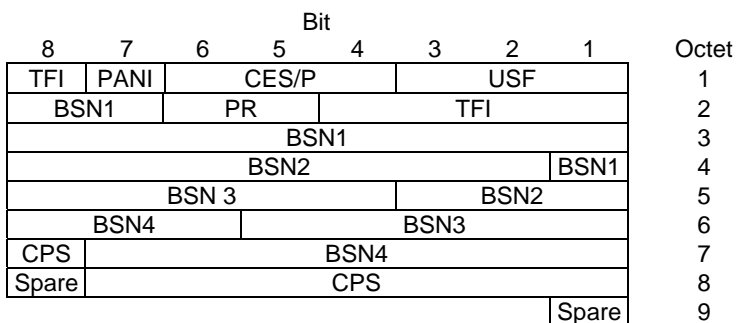 Bit
8 7 6 5 4 3 2 1 Octet
TFI PANI CES/P USF 1
BSN1 PR TFI 2
BSN1 3
BSN2 BSN1 4
BSN 3 BSN2 5
BSN4 BSN3 6
CPS BSN4 7
Spare CPS 8
Spare 9